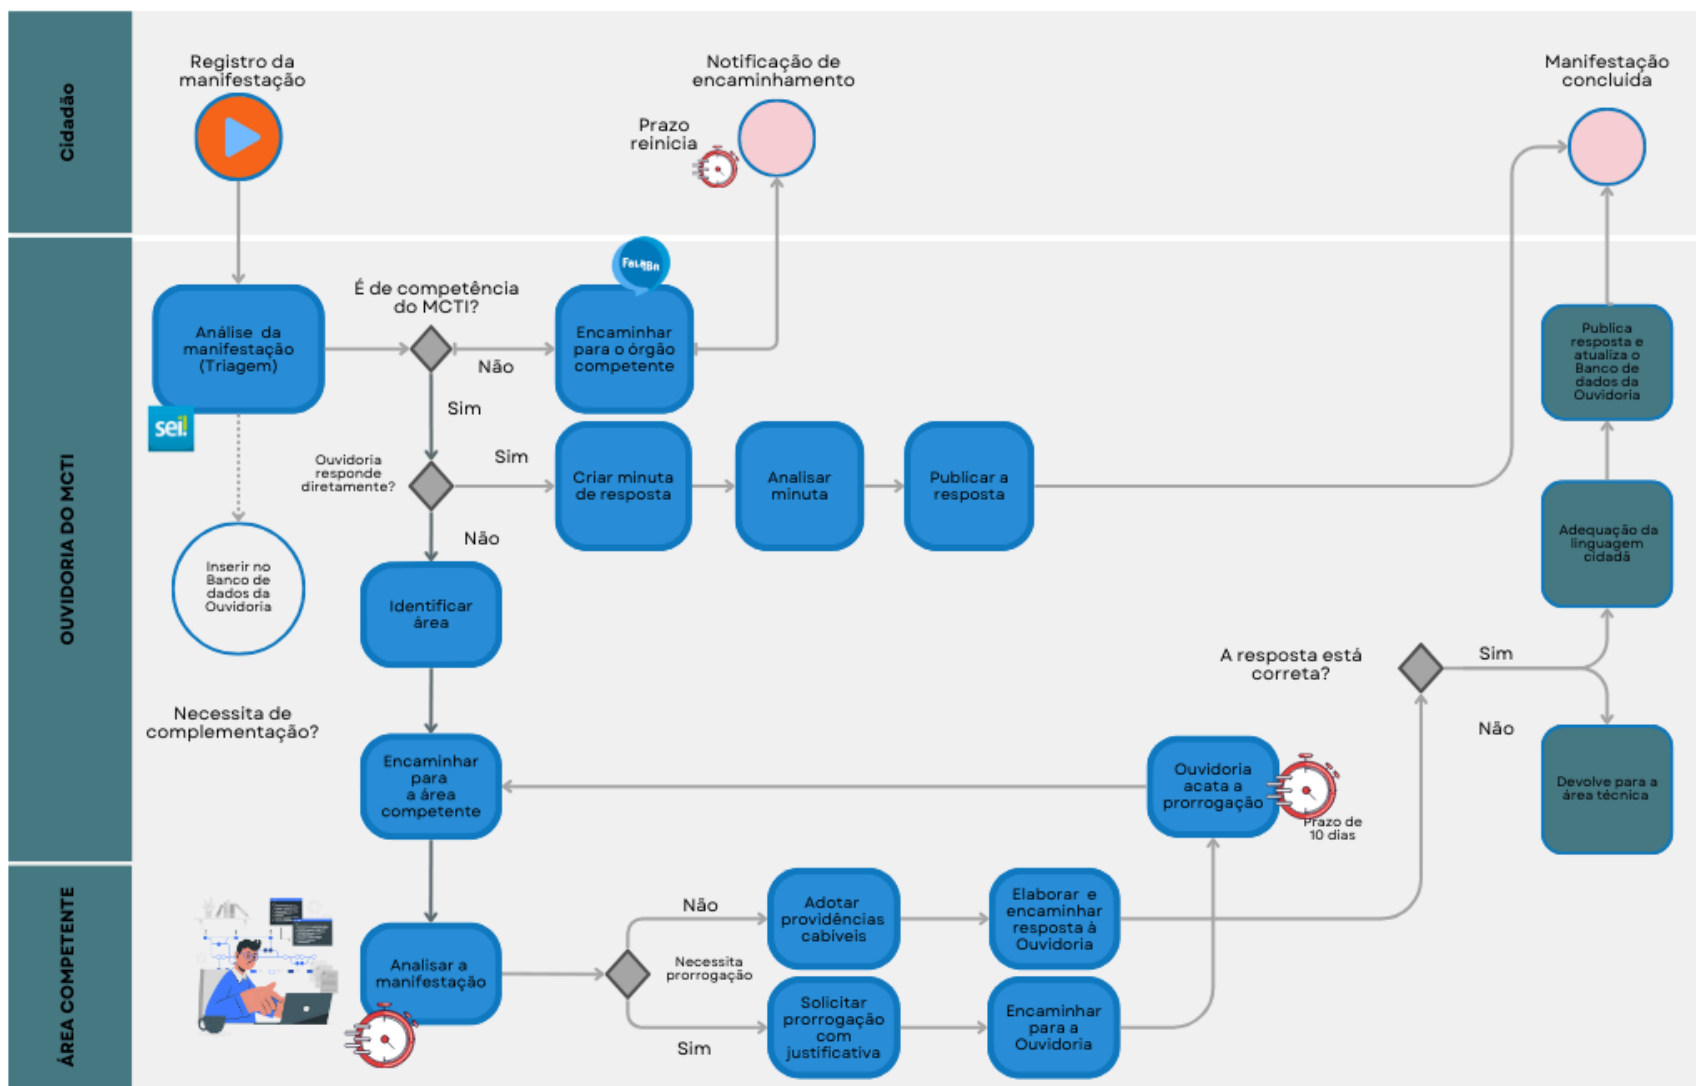 Cidadão
Registro da
manifestação
Notificação de
encaminhamento
Prazo
reinicia
Manifestação
concluida
OUVIDORIA DO MCTI
Análise da
manifestação
(Triagem)
sei!
Inserir no
Banco de
dados da
Ouvidoria
É de competência
do MCTI?
Não
Sim
FalaBr
Encaminhar
para o órgão
competente
Ouvidoria
responde
diretamente?
Sim
Não
Criar minuta
de resposta
Analisar
minuta
Publicar a
resposta
Identificar
área
Necessita de
complementação?
Encaminhar
para
a área
competente
Ouvidoria
acata a
prorrogação
Prazo de
10 dias
A resposta está
correta?
Sim
Não
Publica
resposta e
atualiza o
Banco de
dados da
Ouvidoria
Adequação da
linguagem
cidadã
Devolve para a
área técnica
ÁREA COMPETENTE
Analisar a
manifestação
Necessita
prorrogação
Não
Sim
Adotar
providências
cabiveis
Elaborar e
encaminhar
resposta à
Ouvidoria
Solicitar
prorrogação
com
justificativa
Encaminhar
para a
Ouvidoria